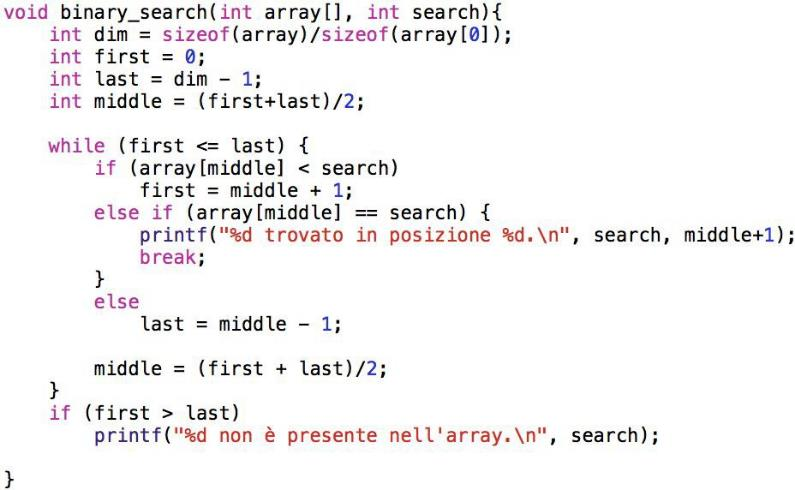 void binary_search(int array[], int search){
    int dim = sizeof(array)/sizeof(array[0]);
    int first = 0;
    int last = dim - 1;
    int middle = (first+last)/2;

    while (first <= last) {
        if (array[middle] < search)
            first = middle + 1;
        else if (array[middle] == search) {
            printf("%d trovato in posizione %d.\n", search, middle+1);
            break;
        }
        else
            last = middle - 1;

        middle = (first + last)/2;
    }
    if (first > last)
        printf("%d non è presente nell'array.\n", search);

}